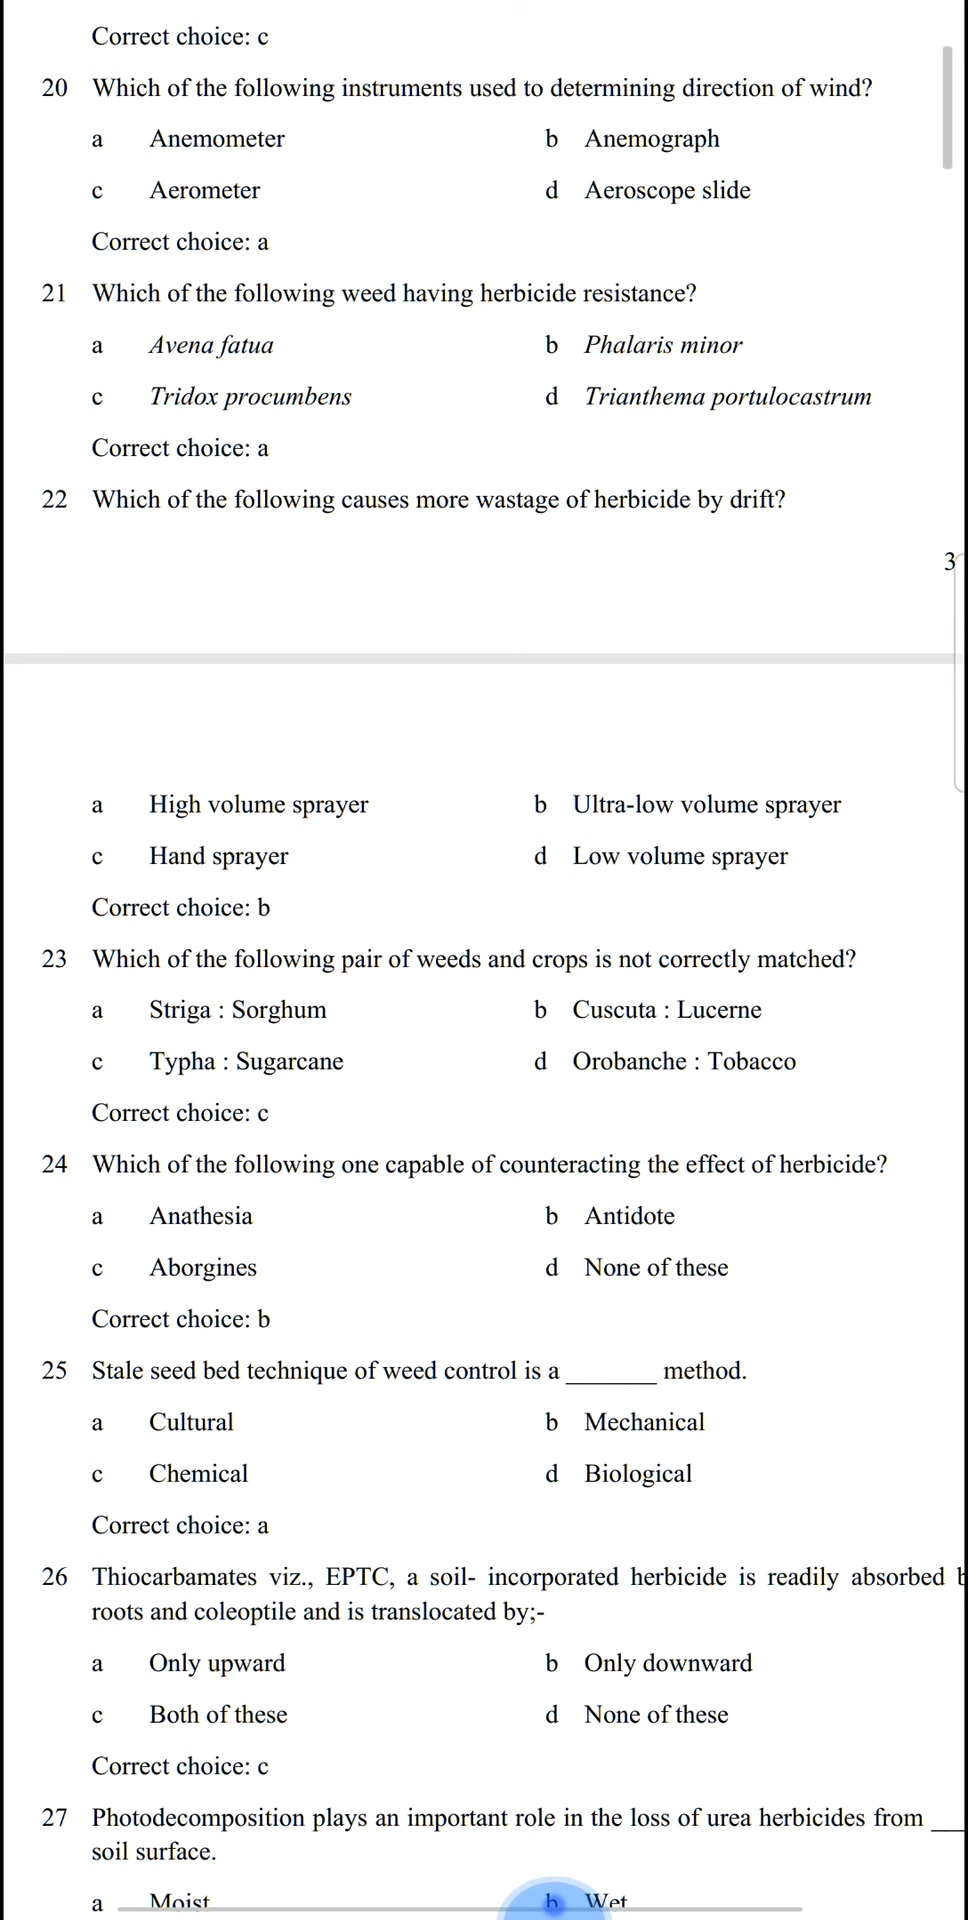 Correct choice: c
20 Which of the following instruments used to determining direction of wind?
a Anemometer b Anemograph
c Aerometer d Aeroscope slide
Correct choice: a
21 Which of the following weed having herbicide resistance?
a Avena fatua b Phalaris minor
c Tridox procumbens d Trianthema portulocastrum
Correct choice: a
22 Which of the following causes more wastage of herbicide by drift?
3
a High volume sprayer b Ultra-low volume sprayer
c Hand sprayer d Low volume sprayer
Correct choice: b
23 Which of the following pair of weeds and crops is not correctly matched?
a Striga : Sorghum b Cuscuta : Lucerne
c Typha : Sugarcane d Orobanche : Tobacco
Correct choice: c
24 Which of the following one capable of counteracting the effect of herbicide?
a Anathesia b Antidote
c Aborgines d None of these
Correct choice: b
25 Stale seed bed technique of weed control is a _______ method.
a Cultural b Mechanical
c Chemical d Biological
Correct choice: a
26 Thiocarbamates viz., EPTC, a soil- incorporated herbicide is readily absorbed
roots and coleoptile and is translocated by;-
a Only upward b Only downward
c Both of these d None of these
Correct choice: c
27 Photodecomposition plays an important role in the loss of urea herbicides from ___
soil surface.
a Moist b Wet